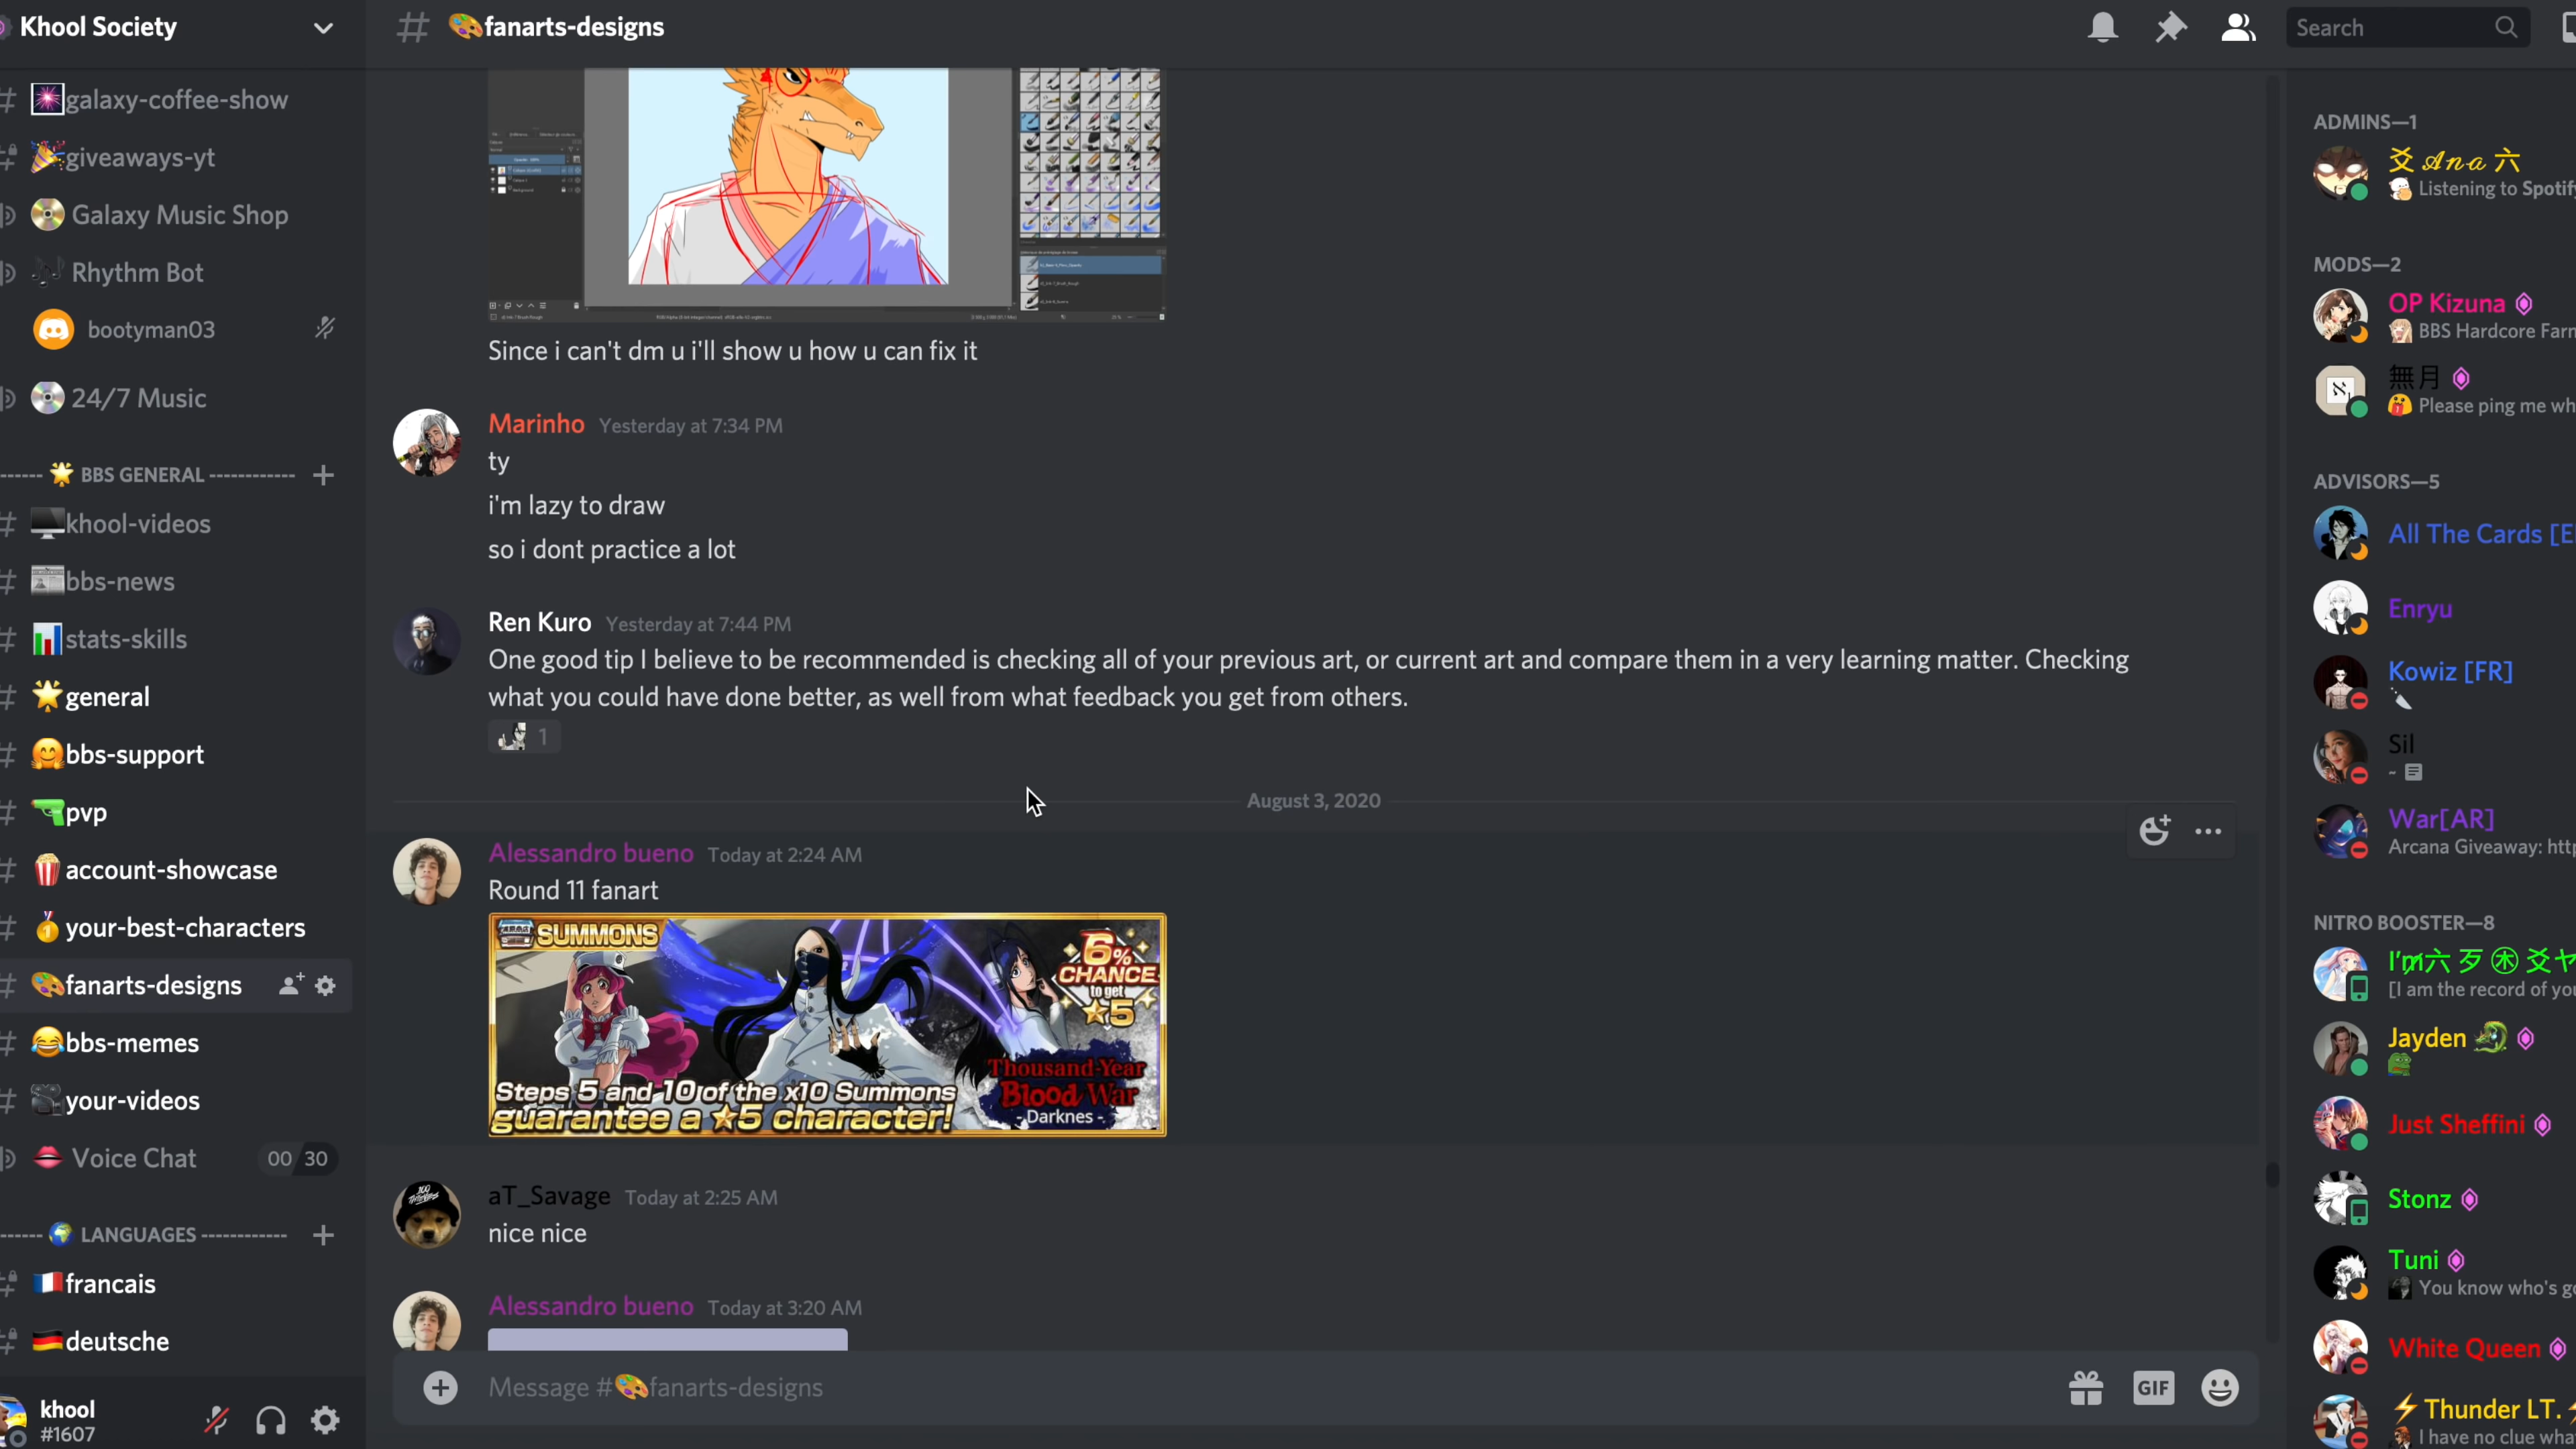 Khool Society
galaxy-coffee-show
giveaways-yt
Galaxy Music Shop
Rhythm Bot
bootyman03
24/7 Music
------ 🌟 BBS GENERAL ------------
khool-videos
bbs-news
stats-skills
general
bbs-support
pvp
account-showcase
your-best-characters
fanarts-designs
bbs-memes
your-videos
Voice Chat 00 30
------ 🌍 LANGUAGES ------------
francais
deutsche
khool
#1607
# 🎨fanarts-designs
Search
Since i can't dm u i'll show u how u can fix it
Marinho Yesterday at 7:34 PM
ty
i'm lazy to draw
so i dont practice a lot
Ren Kuro Yesterday at 7:44 PM
One good tip I believe to be recommended is checking all of your previous art, or current art and compare them in a very learning matter. Checking
what you could have done better, as well from what feedback you get from others.
1
August 3, 2020
Alessandro bueno Today at 2:24 AM
Round 11 fanart
SUMMONS
6%
CHANCE
to get
★5
Thousand-Year
Blood War
- Darknes -
Steps 5 and 10 of the x10 Summons
guarantee a ★5 character!
aT_Savage Today at 2:25 AM
nice nice
Alessandro bueno Today at 3:20 AM
Message #🎨fanarts-designs
GIF
ADMINS—1
爻 𝓐𝓷𝓪 六
Listening to Spotify
MODS—2
OP Kizuna
BBS Hardcore Farm
無月
Please ping me wh
ADVISORS—5
All The Cards [E
Enryu
Kowiz [FR]
Sil
-
War[AR]
Arcana Giveaway: htt
NITRO BOOSTER—8
I'm六 歹 爻
[I am the record of you
Jayden
Just Sheffini
Stonz
Tuni
You know who's go
White Queen
⚡Thunder LT.
I have no clue wha